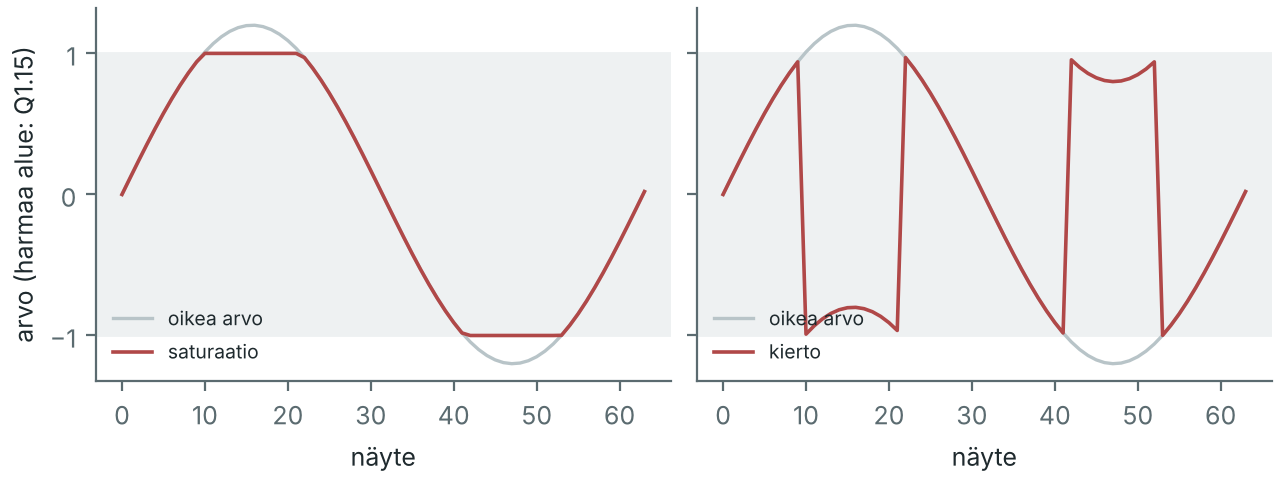 arvo (harmaa alue: Q1.15)
1
0
−1
oikea arvo
saturaatio
0 10 20 30 40 50 60
näyte
oikea arvo
kierto
0 10 20 30 40 50 60
näyte